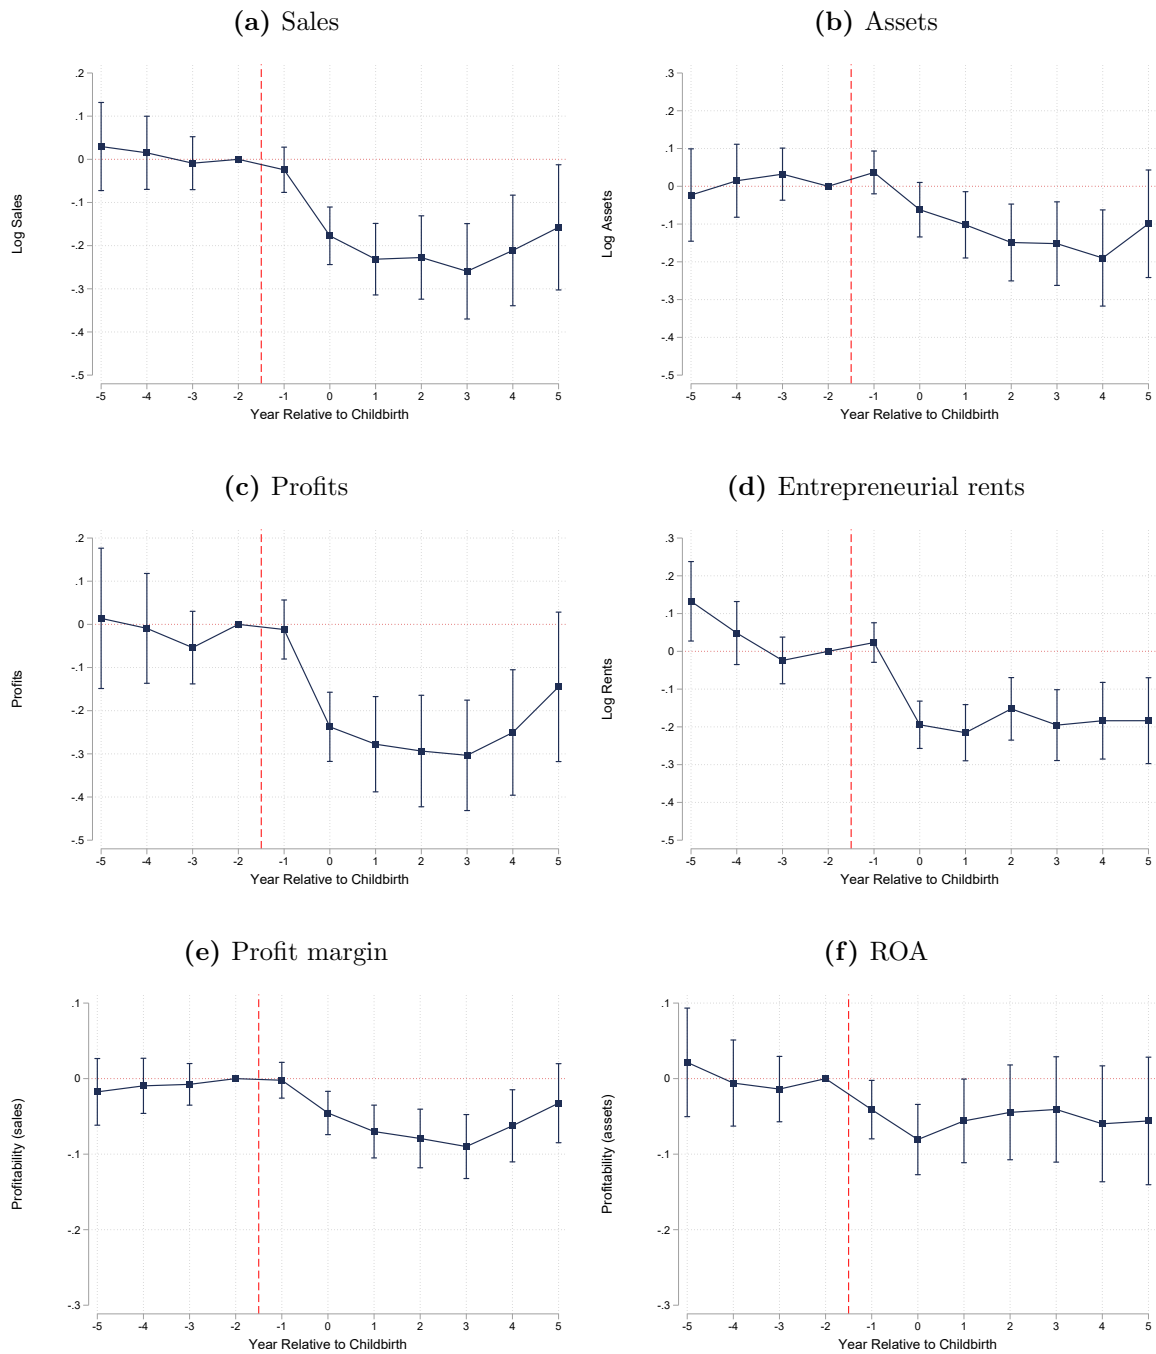 (a) Sales
.2
.1
0
-.1
-.2
-.3
-.4
-.5
Log Sales
-5 -4 -3 -2 -1 0 1 2 3 4 5
Year Relative to Childbirth
(b) Assets
.3
.2
.1
0
-.1
-.2
-.3
-.4
-.5
Log Assets
-5 -4 -3 -2 -1 0 1 2 3 4 5
Year Relative to Childbirth
(c) Profits
.2
.1
0
-.1
-.2
-.3
-.4
-.5
Profits
-5 -4 -3 -2 -1 0 1 2 3 4 5
Year Relative to Childbirth
(d) Entrepreneurial rents
.3
.2
.1
0
-.1
-.2
-.3
-.4
-.5
Log Rents
-5 -4 -3 -2 -1 0 1 2 3 4 5
Year Relative to Childbirth
(e) Profit margin
.1
0
-.1
-.2
-.3
Profitability (sales)
-5 -4 -3 -2 -1 0 1 2 3 4 5
Year Relative to Childbirth
(f) ROA
.1
0
-.1
-.2
-.3
Profitability (assets)
-5 -4 -3 -2 -1 0 1 2 3 4 5
Year Relative to Childbirth